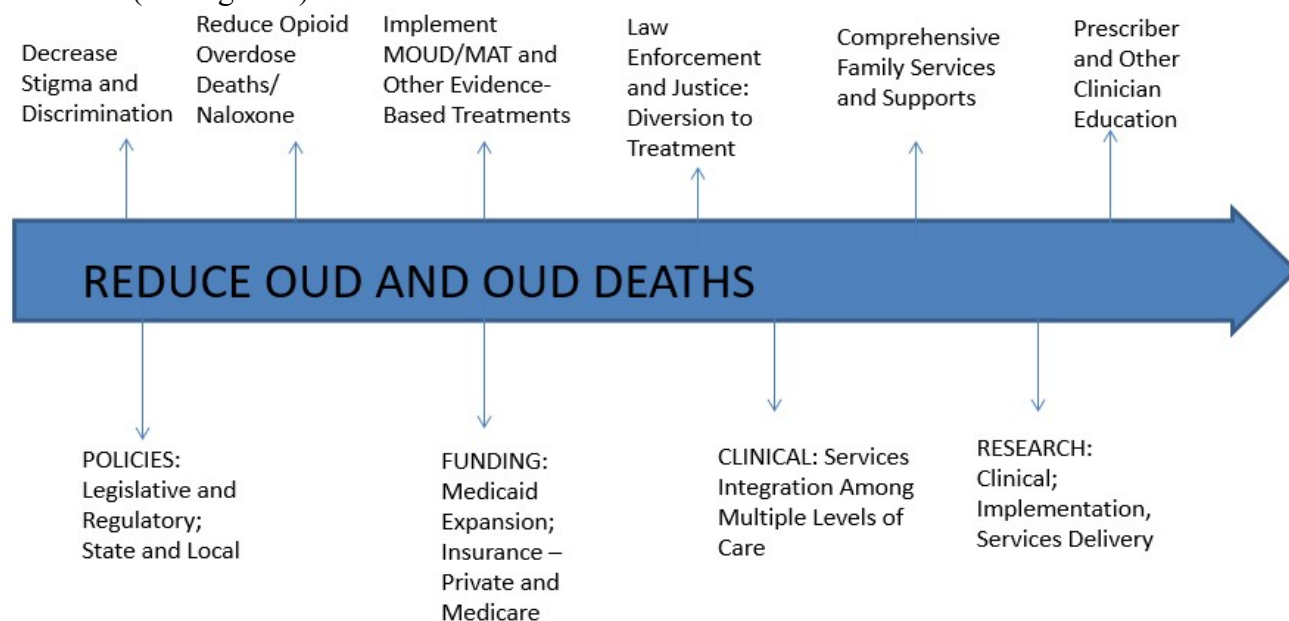 Decrease
Stigma and
Discrimination
Reduce Opioid
Overdose
Deaths/
Naloxone
Implement
MOUD/MAT and
Other Evidence-
Based Treatments
Law
Enforcement
and Justice:
Diversion to
Treatment
Comprehensive
Family Services
and Supports
Prescriber
and Other
Clinician
Education
REDUCE OUD AND OUD DEATHS
POLICIES:
Legislative and
Regulatory;
State and Local
FUNDING:
Medicaid
Expansion;
Insurance –
Private and
Medicare
CLINICAL: Services
Integration Among
Multiple Levels of
Care
RESEARCH:
Clinical;
Implementation,
Services Delivery